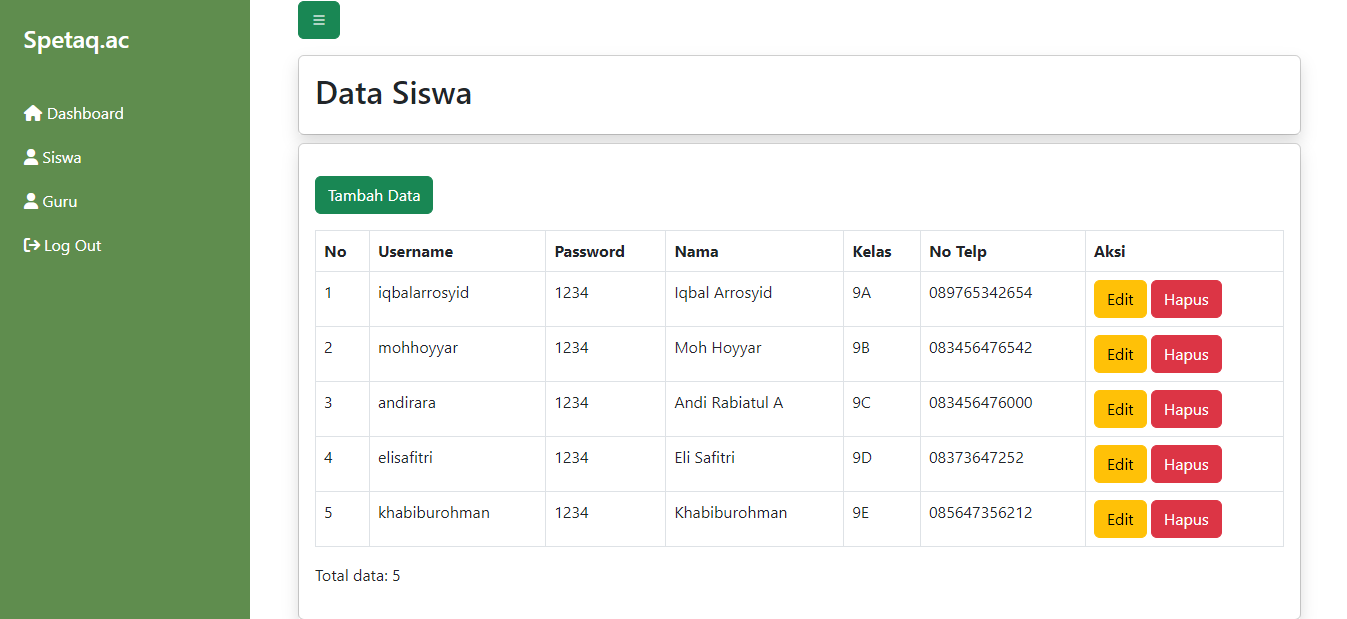 Spetaq.ac
Dashboard
Siswa
Guru
Log Out
Data Siswa
Tambah Data
No Username Password Nama Kelas No Telp Aksi
1 iqbalarrosyid 1234 Iqbal Arrosyid 9A 089765342654 Edit Hapus
2 mohhoyyar 1234 Moh Hoyyar 9B 083456476542 Edit Hapus
3 andirara 1234 Andi Rabiatul A 9C 083456476000 Edit Hapus
4 elisafitri 1234 Eli Safitri 9D 08373647252 Edit Hapus
5 khabiburohman 1234 Khabiburohman 9E 085647356212 Edit Hapus
Total data: 5